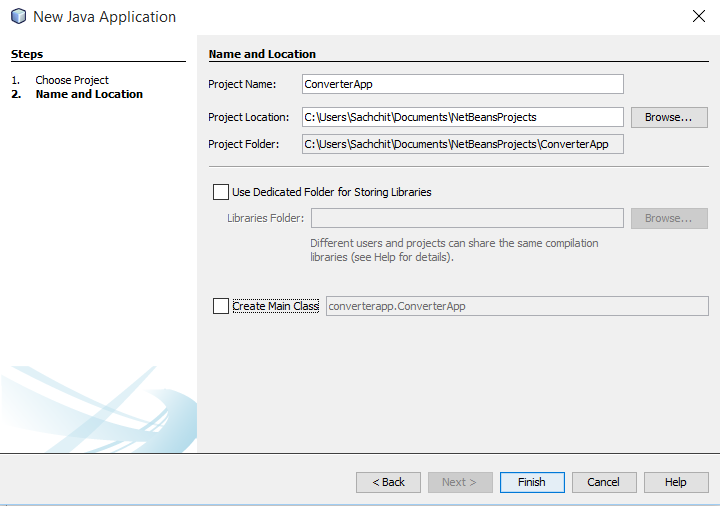 New Java Application
Steps
1. Choose Project
2. Name and Location
Name and Location
Project Name: ConverterApp
Project Location: C:\Users\Sachchit\Documents\NetBeansProjects Browse...
Project Folder: C:\Users\Sachchit\Documents\NetBeansProjects\ConverterApp
Use Dedicated Folder for Storing Libraries
Libraries Folder: Browse...
Different users and projects can share the same compilation
libraries (see Help for details).
Create Main Class converterapp.ConverterApp
< Back Next > Finish Cancel Help